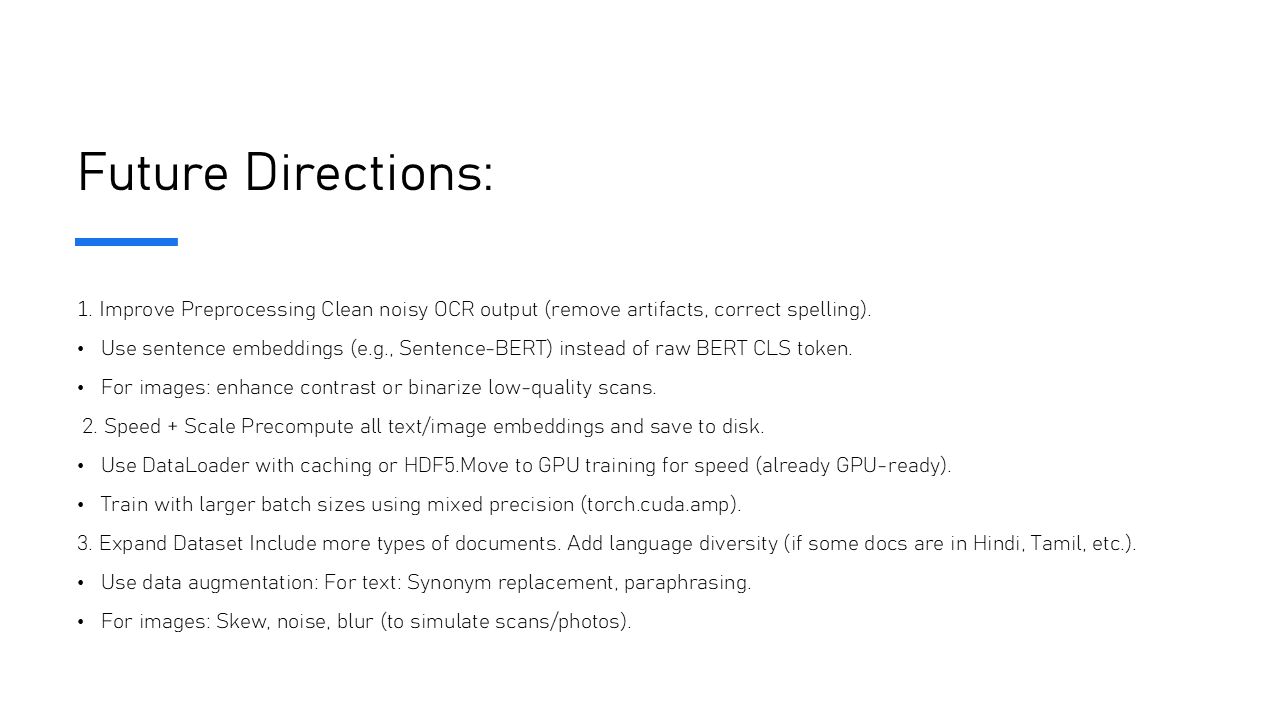 Future Directions:
1. Improve Preprocessing Clean noisy OCR output (remove artifacts, correct spelling).
• Use sentence embeddings (e.g., Sentence-BERT) instead of raw BERT CLS token.
• For images: enhance contrast or binarize low-quality scans.
2. Speed + Scale Precompute all text/image embeddings and save to disk.
• Use DataLoader with caching or HDF5.Move to GPU training for speed (already GPU-ready).
• Train with larger batch sizes using mixed precision (torch.cuda.amp).
3. Expand Dataset Include more types of documents. Add language diversity (if some docs are in Hindi, Tamil, etc.).
• Use data augmentation: For text: Synonym replacement, paraphrasing.
• For images: Skew, noise, blur (to simulate scans/photos).